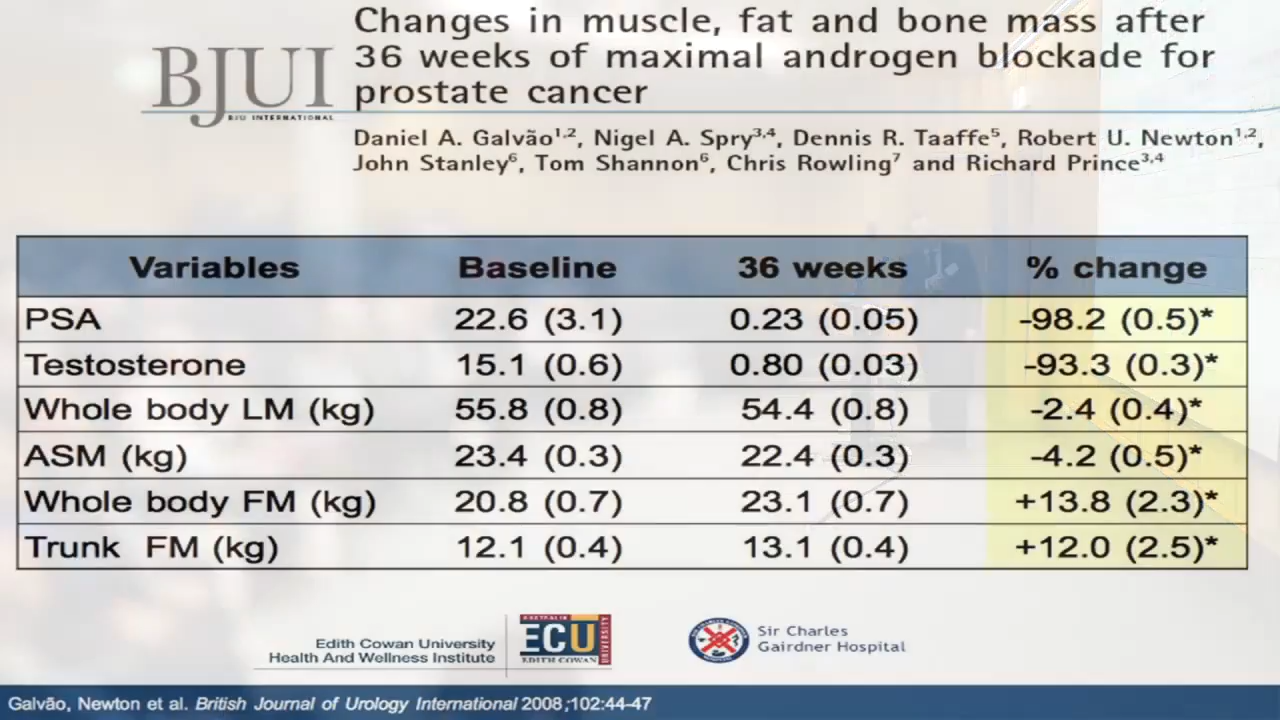 Changes in muscle, fat and bone mass after
36 weeks of maximal androgen blockade for
prostate cancer
BJUI
BJU INTERNATIONAL
Daniel A. Galvão1,2, Nigel A. Spry3,4, Dennis R. Taaffe5, Robert U. Newton1,2,
John Stanley6, Tom Shannon6, Chris Rowling7 and Richard Prince3,4
Variables Baseline 36 weeks % change
PSA 22.6 (3.1) 0.23 (0.05) -98.2 (0.5)*
Testosterone 15.1 (0.6) 0.80 (0.03) -93.3 (0.3)*
Whole body LM (kg) 55.8 (0.8) 54.4 (0.8) -2.4 (0.4)*
ASM (kg) 23.4 (0.3) 22.4 (0.3) -4.2 (0.5)*
Whole body FM (kg) 20.8 (0.7) 23.1 (0.7) +13.8 (2.3)*
Trunk FM (kg) 12.1 (0.4) 13.1 (0.4) +12.0 (2.5)*
Edith Cowan University
Health And Wellness Institute
AUSTRALIA
ECU
EDITH COWAN
UNIVERSITY
Sir Charles
Gairdner Hospital
Galvão, Newton et al. British Journal of Urology International 2008;102:44-47